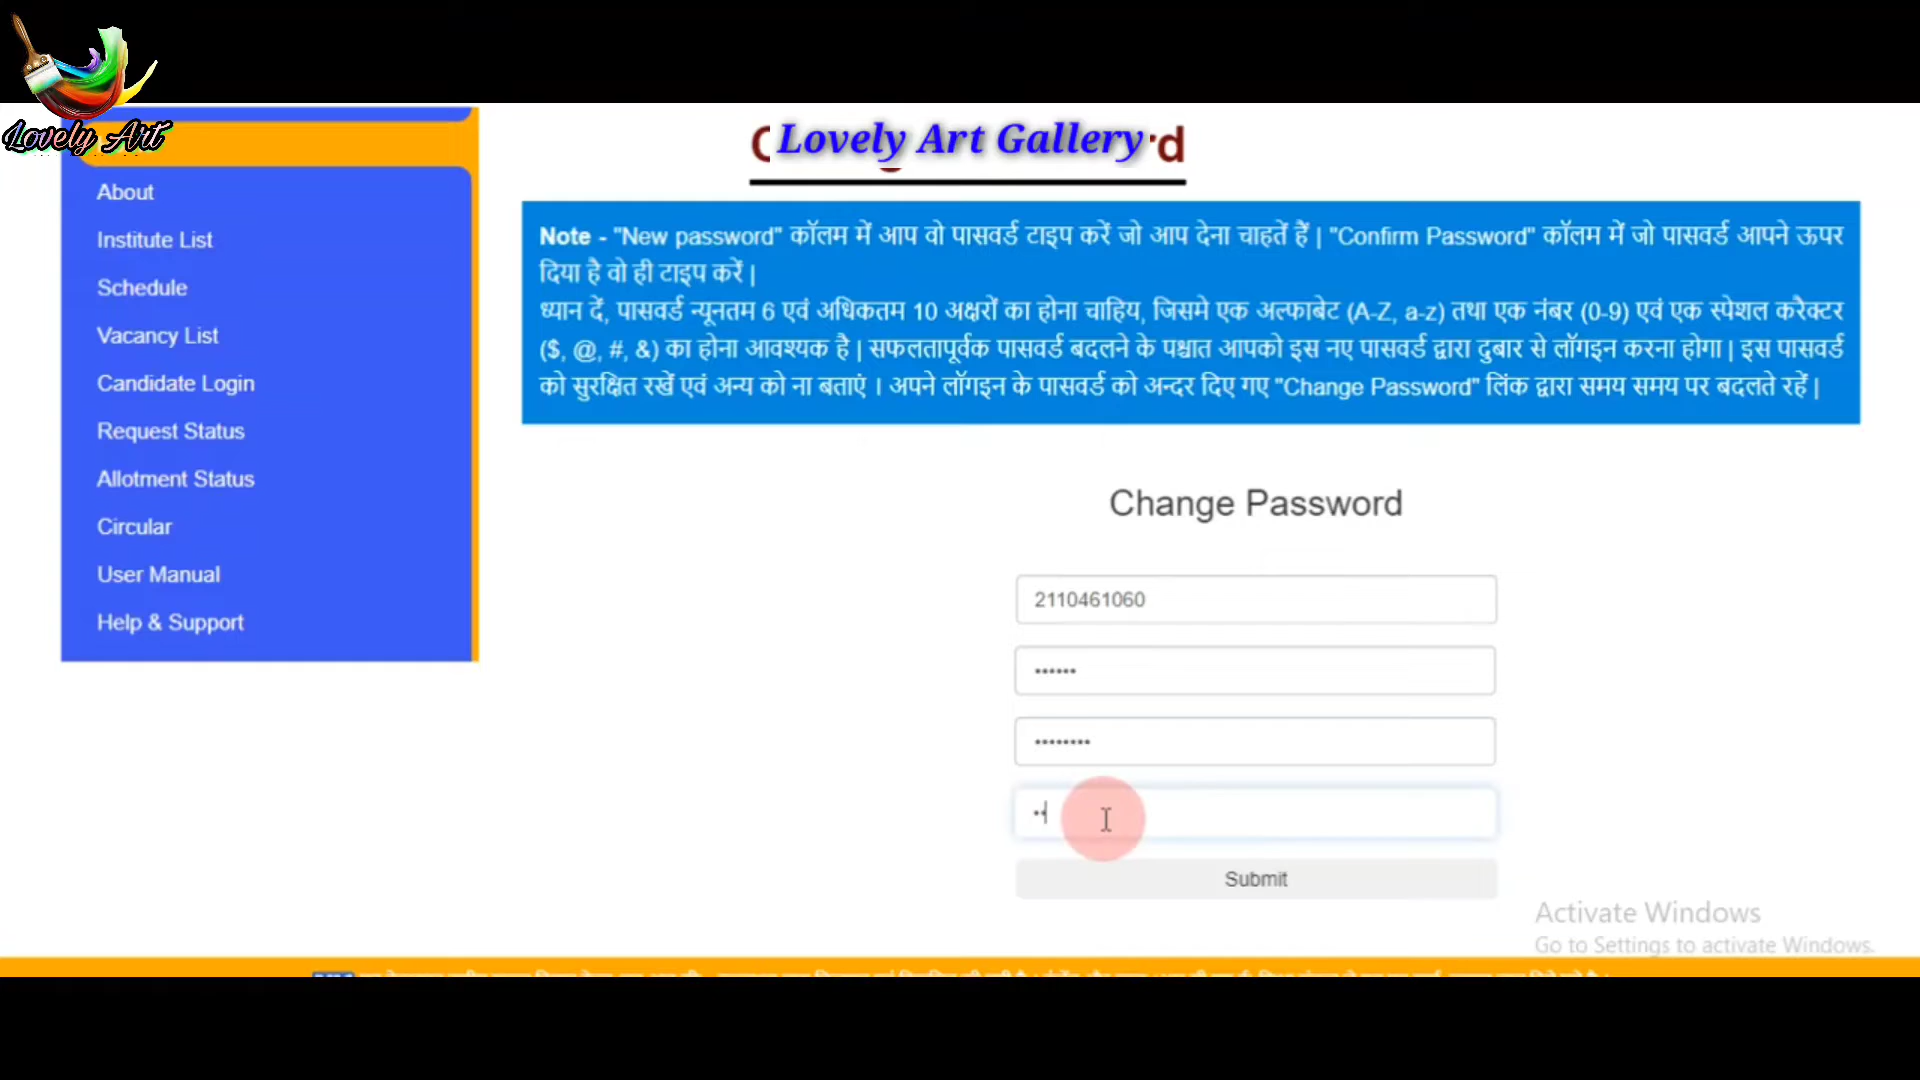 Lovely Art
Lovely Art Gallery
About
Institute List
Schedule
Vacancy List
Candidate Login
Request Status
Allotment Status
Circular
User Manual
Help & Support
Note - "New password" कॉलम में आप वो पासवर्ड टाइप करें जो आप देना चाहतें हैं | "Confirm Password" कॉलम में जो पासवर्ड आपने ऊपर
दिया है वो ही टाइप करें |
ध्यान दें, पासवर्ड न्यूनतम 6 एवं अधिकतम 10 अक्षरों का होना चाहिय, जिसमे एक अल्फाबेट (A-Z, a-z) तथा एक नंबर (0-9) एवं एक स्पेशल करैक्टर
($, @, #, &) का होना आवश्यक है | सफलतापूर्वक पासवर्ड बदलने के पश्चात आपको इस नए पासवर्ड द्वारा दुबार से लॉगइन करना होगा | इस पासवर्ड
को सुरक्षित रखें एवं अन्य को ना बताएं । अपने लॉगइन के पासवर्ड को अन्दर दिए गए "Change Password" लिंक द्वारा समय समय पर बदलते रहें |
Change Password
2110461060
Submit
Activate Windows
Go to Settings to activate Windows.